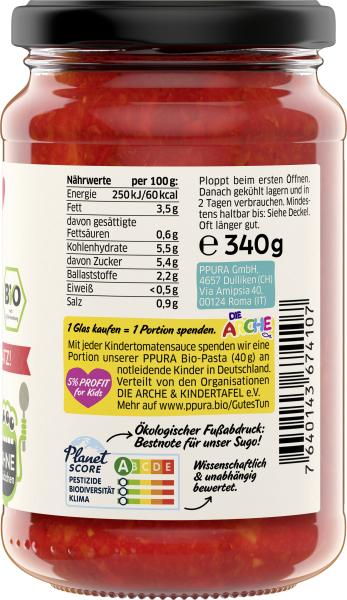 Nährwerte per 100g:
Energie 250kJ/60kcal
Fett 3,5g
davon gesättigte
Fettsäuren 0,6g
Kohlenhydrate 5,5g
davon Zucker 5,4g
Ballaststoffe 2,2g
Eiweiß <0,5g
Salz 0,9g
Ploppt beim ersten Öffnen.
Danach gekühlt lagern und in
2 Tagen verbrauchen. Mindes-
tens haltbar bis: Siehe Deckel.
Oft länger gut.
e 340g
PPURA GmbH,
4657 Dulliken (CH)
Via Amipsia 40,
00124 Roma (IT)
BIO
TZ!
NE
1 Glas kaufen = 1 Portion spenden.
DIE
ARCHE
Mit jeder Kindertomatensauce spenden wir eine
Portion unserer PPURA Bio-Pasta (40 g) an
notleidende Kinder in Deutschland.
Verteilt von den Organisationen
DIE ARCHE & KINDERTAFEL e.V.
Mehr auf www.ppura.bio/GutesTun
5% PROFIT
for Kids
Ökologischer Fußabdruck:
Bestnote für unser Sugo!
Planet
SCORE
A B C D E
PESTIZIDE
BIODIVERSITÄT
KLIMA
Wissenschaftlich
& unabhängig
bewertet.
7 640143 674107